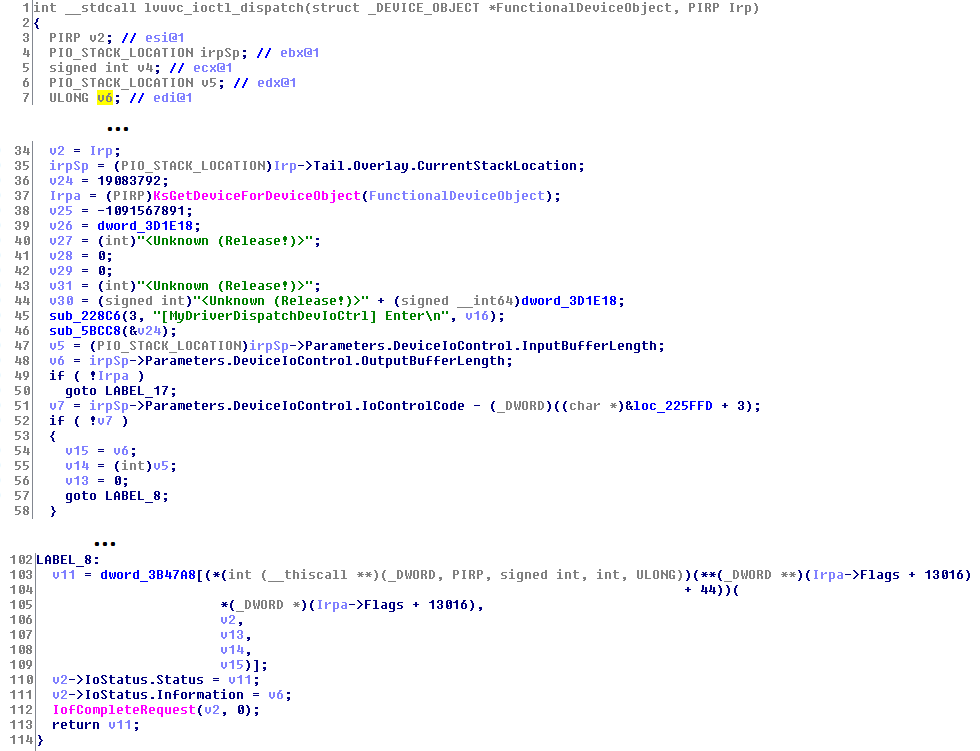 1 int __stdcall lvuvc_ioctl_dispatch(struct _DEVICE_OBJECT *FunctionalDeviceObject, PIRP Irp)
2 {
3 PIRP v2; // esi@1
4 PIO_STACK_LOCATION irpSp; // ebx@1
5 signed int v4; // ecx@1
6 PIO_STACK_LOCATION v5; // edx@1
7 ULONG v6; // edi@1
...
34 v2 = Irp;
35 irpSp = (PIO_STACK_LOCATION)Irp->Tail.Overlay.CurrentStackLocation;
36 v24 = 19083792;
37 Irpa = (PIRP)KsGetDeviceForDeviceObject(FunctionalDeviceObject);
38 v25 = -1091567891;
39 v26 = dword_3D1E18;
40 v27 = (int)"<Unknown (Release!)>";
41 v28 = 0;
42 v29 = 0;
43 v31 = (int)"<Unknown (Release!)>";
44 v30 = (signed int)"<Unknown (Release!)>" + (signed __int64)dword_3D1E18;
45 sub_228C6(3, "[MyDriverDispatchDevIoCtrl] Enter\n", v16);
46 sub_5BCC8(&v24);
47 v5 = (PIO_STACK_LOCATION)irpSp->Parameters.DeviceIoControl.InputBufferLength;
48 v6 = irpSp->Parameters.DeviceIoControl.OutputBufferLength;
49 if ( !Irpa )
50 goto LABEL_17;
51 v7 = irpSp->Parameters.DeviceIoControl.IoControlCode - (_DWORD)((char *)&loc_225FFD + 3);
52 if ( !v7 )
53 {
54 v15 = v6;
55 v14 = (int)v5;
56 v13 = 0;
57 goto LABEL_8;
58 }
...
102 LABEL_8:
103 v11 = dword_3B47A8[(*(int (__thiscall **)(_DWORD, PIRP, signed int, int, ULONG))(**(_DWORD **)(Irpa->Flags + 13016)
104 + 44))(
105 *(_DWORD *)(Irpa->Flags + 13016),
106 v2,
107 v13,
108 v14,
109 v15)];
110 v2->IoStatus.Status = v11;
111 v2->IoStatus.Information = v6;
112 IofCompleteRequest(v2, 0);
113 return v11;
114 }